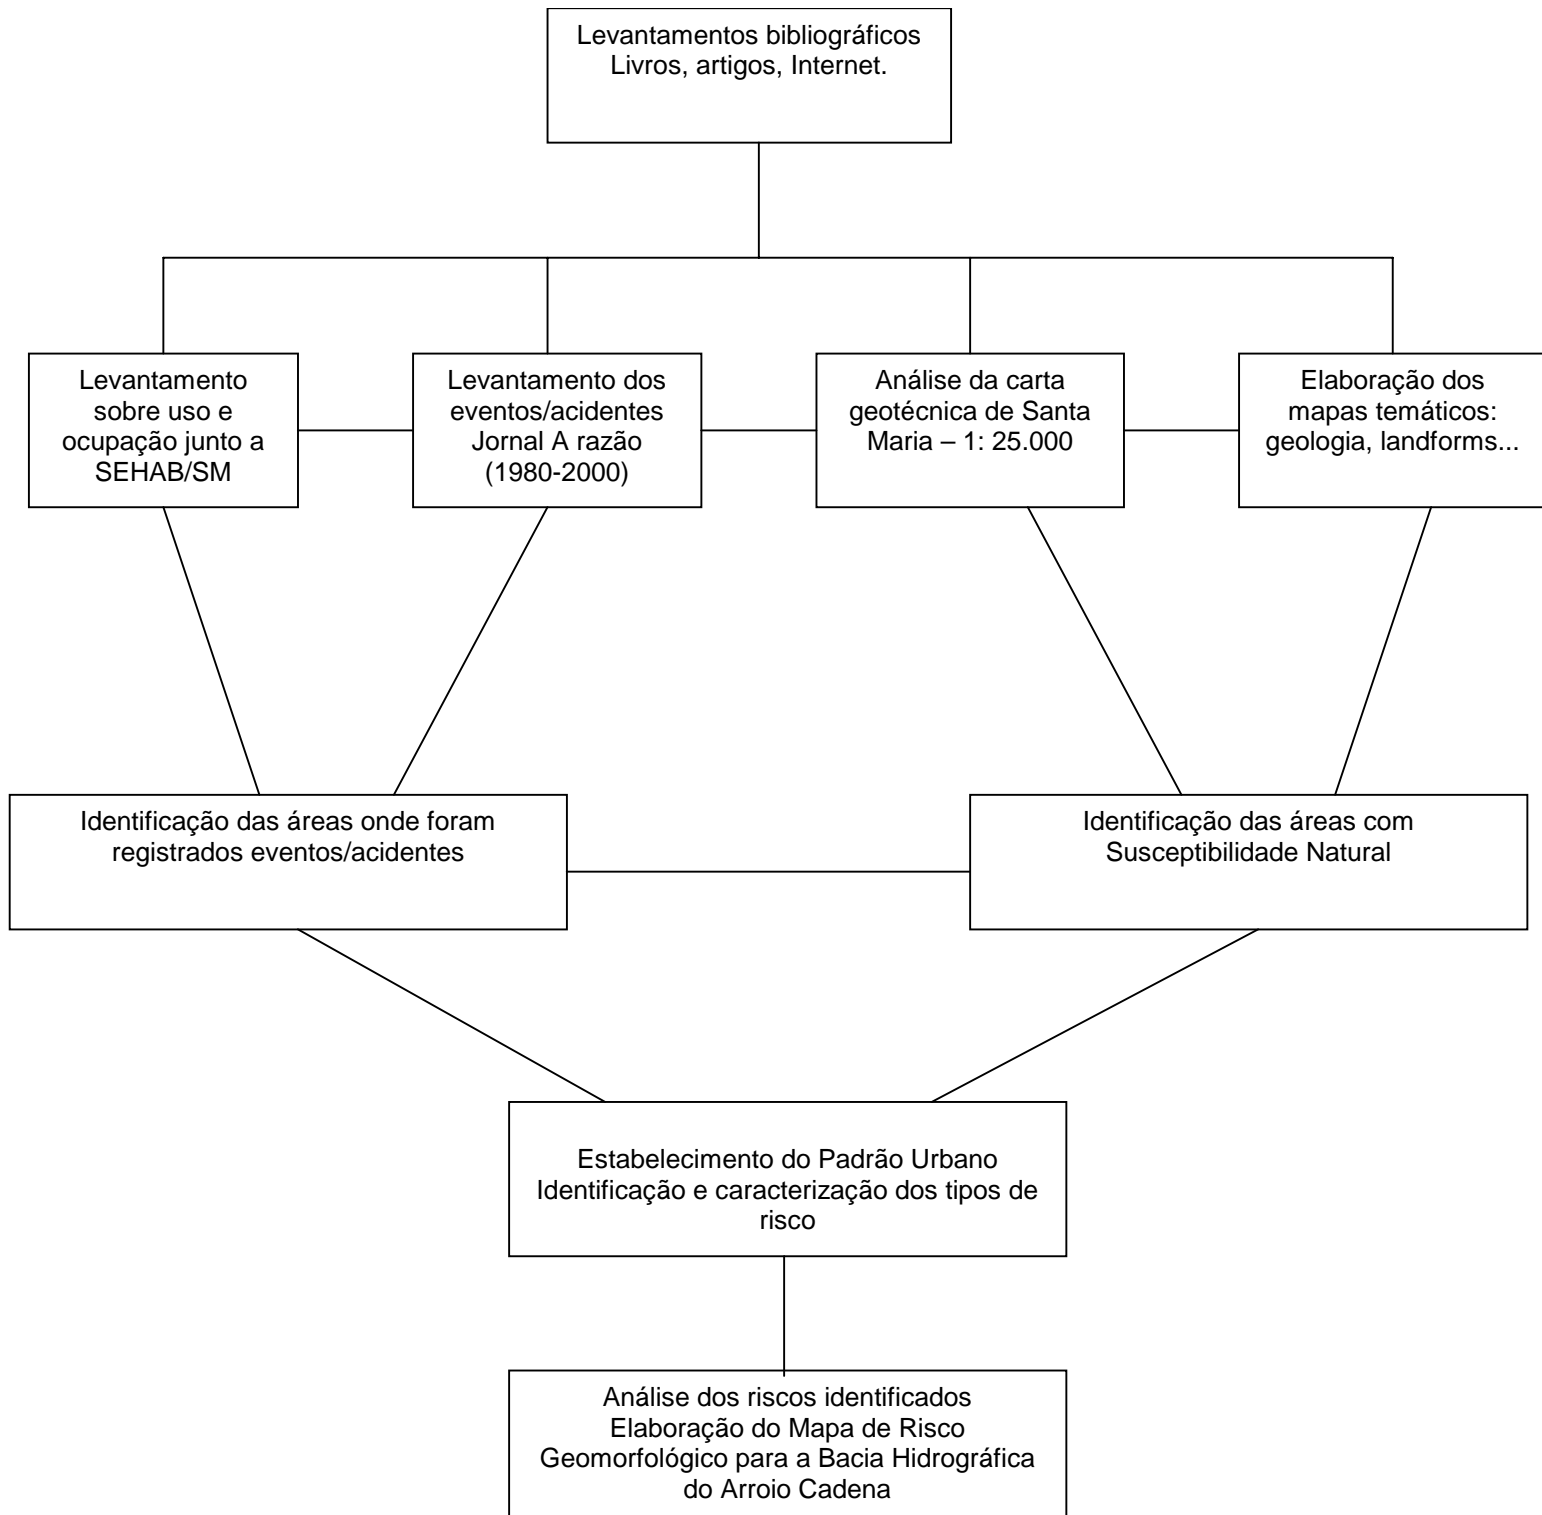 Levantamentos bibliográficos
Livros, artigos, Internet.
Levantamento
sobre uso e
ocupação junto a
SEHAB/SM
Levantamento dos
eventos/acidentes
Jornal A razão
(1980-2000)
Análise da carta
geotécnica de Santa
Maria – 1: 25.000
Elaboração dos
mapas temáticos:
geologia, landforms...
Identificação das áreas onde foram
registrados eventos/acidentes
Identificação das áreas com
Susceptibilidade Natural
Estabelecimento do Padrão Urbano
Identificação e caracterização dos tipos de
risco
Análise dos riscos identificados
Elaboração do Mapa de Risco
Geomorfológico para a Bacia Hidrográfica
do Arroio Cadena